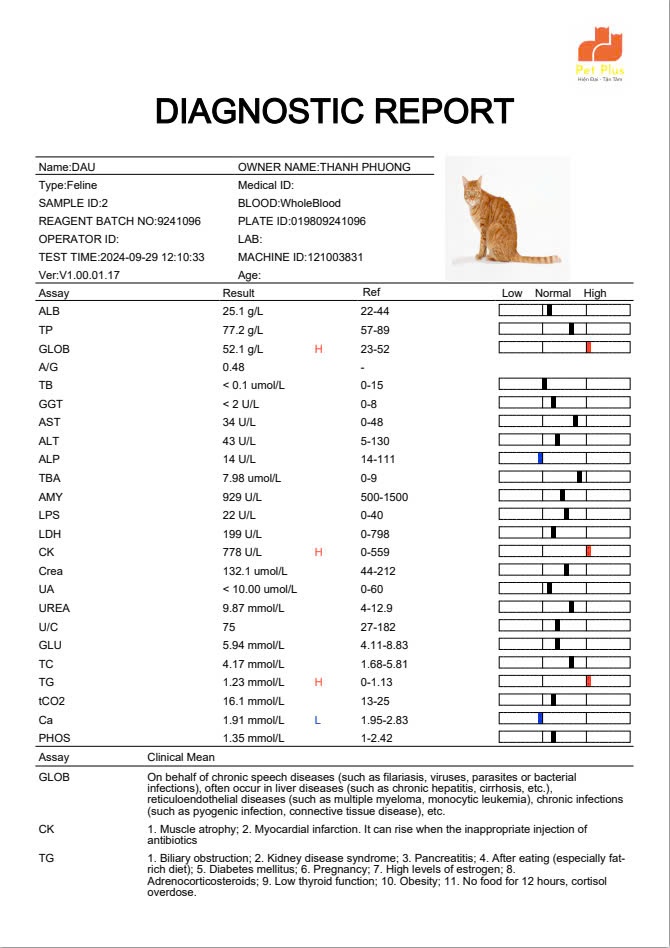 Pet Plus
Hiện Đại - Tận Tâm
DIAGNOSTIC REPORT
Name:DAU OWNER NAME:THANH PHUONG
Type:Feline Medical ID:
SAMPLE ID:2 BLOOD:WholeBlood
REAGENT BATCH NO:9241096 PLATE ID:019809241096
OPERATOR ID: LAB:
TEST TIME:2024-09-29 12:10:33 MACHINE ID:121003831
Ver:V1.00.01.17 Age:
Assay Result Ref Low Normal High
ALB 25.1 g/L 22-44
TP 77.2 g/L 57-89
GLOB 52.1 g/L H 23-52
A/G 0.48 -
TB < 0.1 umol/L 0-15
GGT < 2 U/L 0-8
AST 34 U/L 0-48
ALT 43 U/L 5-130
ALP 14 U/L 14-111
TBA 7.98 umol/L 0-9
AMY 929 U/L 500-1500
LPS 22 U/L 0-40
LDH 199 U/L 0-798
CK 778 U/L H 0-559
Crea 132.1 umol/L 44-212
UA < 10.00 umol/L 0-60
UREA 9.87 mmol/L 4-12.9
U/C 75 27-182
GLU 5.94 mmol/L 4.11-8.83
TC 4.17 mmol/L 1.68-5.81
TG 1.23 mmol/L H 0-1.13
tCO2 16.1 mmol/L 13-25
Ca 1.91 mmol/L L 1.95-2.83
PHOS 1.35 mmol/L 1-2.42
Assay Clinical Mean
GLOB On behalf of chronic speech diseases (such as filariasis, viruses, parasites or bacterial
infections), often occur in liver diseases (such as chronic hepatitis, cirrhosis, etc.),
reticuloendothelial diseases (such as multiple myeloma, monocytic leukemia), chronic infections
(such as pyogenic infection, connective tissue disease), etc.
CK 1. Muscle atrophy; 2. Myocardial infarction. It can rise when the inappropriate injection of
antibiotics
TG 1. Biliary obstruction; 2. Kidney disease syndrome; 3. Pancreatitis; 4. After eating (especially fat-
rich diet); 5. Diabetes mellitus; 6. Pregnancy; 7. High levels of estrogen; 8.
Adrenocorticosteroids; 9. Low thyroid function; 10. Obesity; 11. No food for 12 hours, cortisol
overdose.